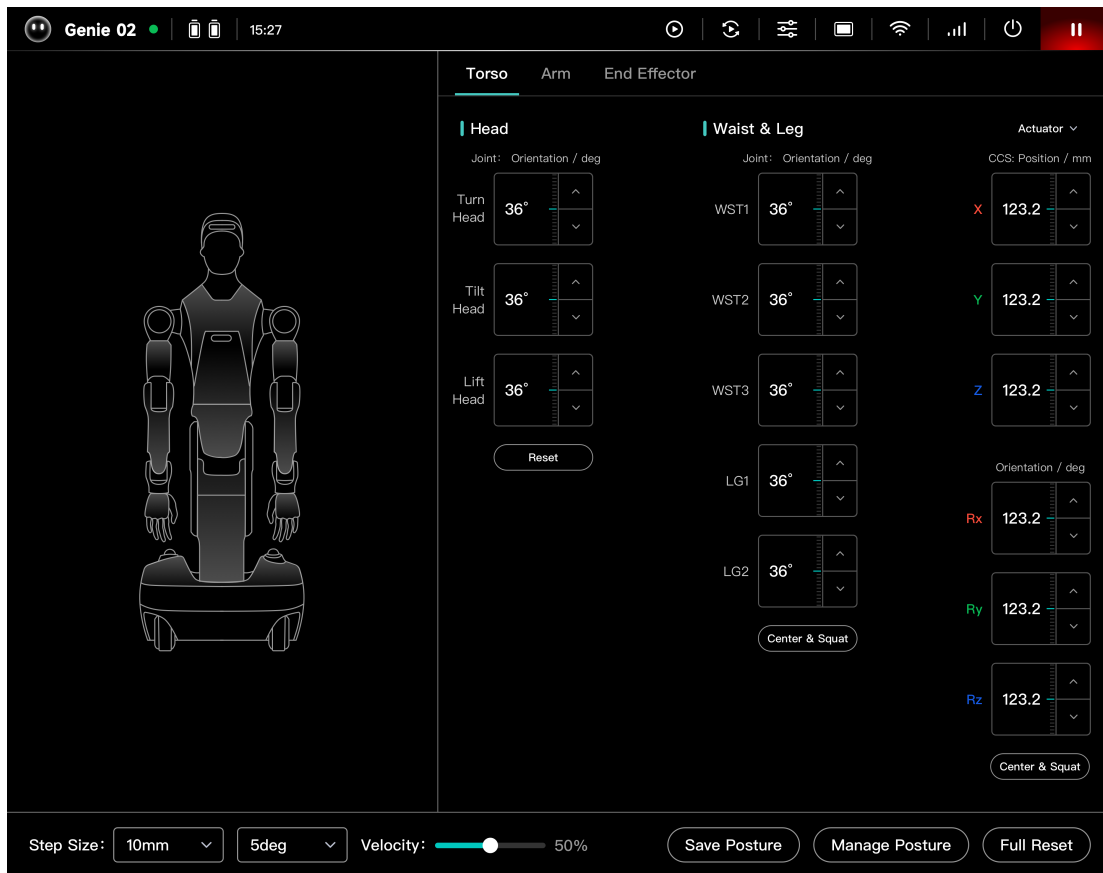 Genie 02
15:27
Torso
Arm
End Effector
Head
Joint: Orientation / deg
Turn
Head
36°
Tilt
Head
36°
Lift
Head
36°
Reset
Waist & Leg
Joint: Orientation / deg
WST1
36°
WST2
36°
WST3
36°
LG1
36°
LG2
36°
Center & Squat
Actuator
CCS: Position / mm
X
123.2
Y
123.2
Z
123.2
Orientation / deg
Rx
123.2
Ry
123.2
Rz
123.2
Center & Squat
Step Size:
10mm
5deg
Velocity:
50%
Save Posture
Manage Posture
Full Reset